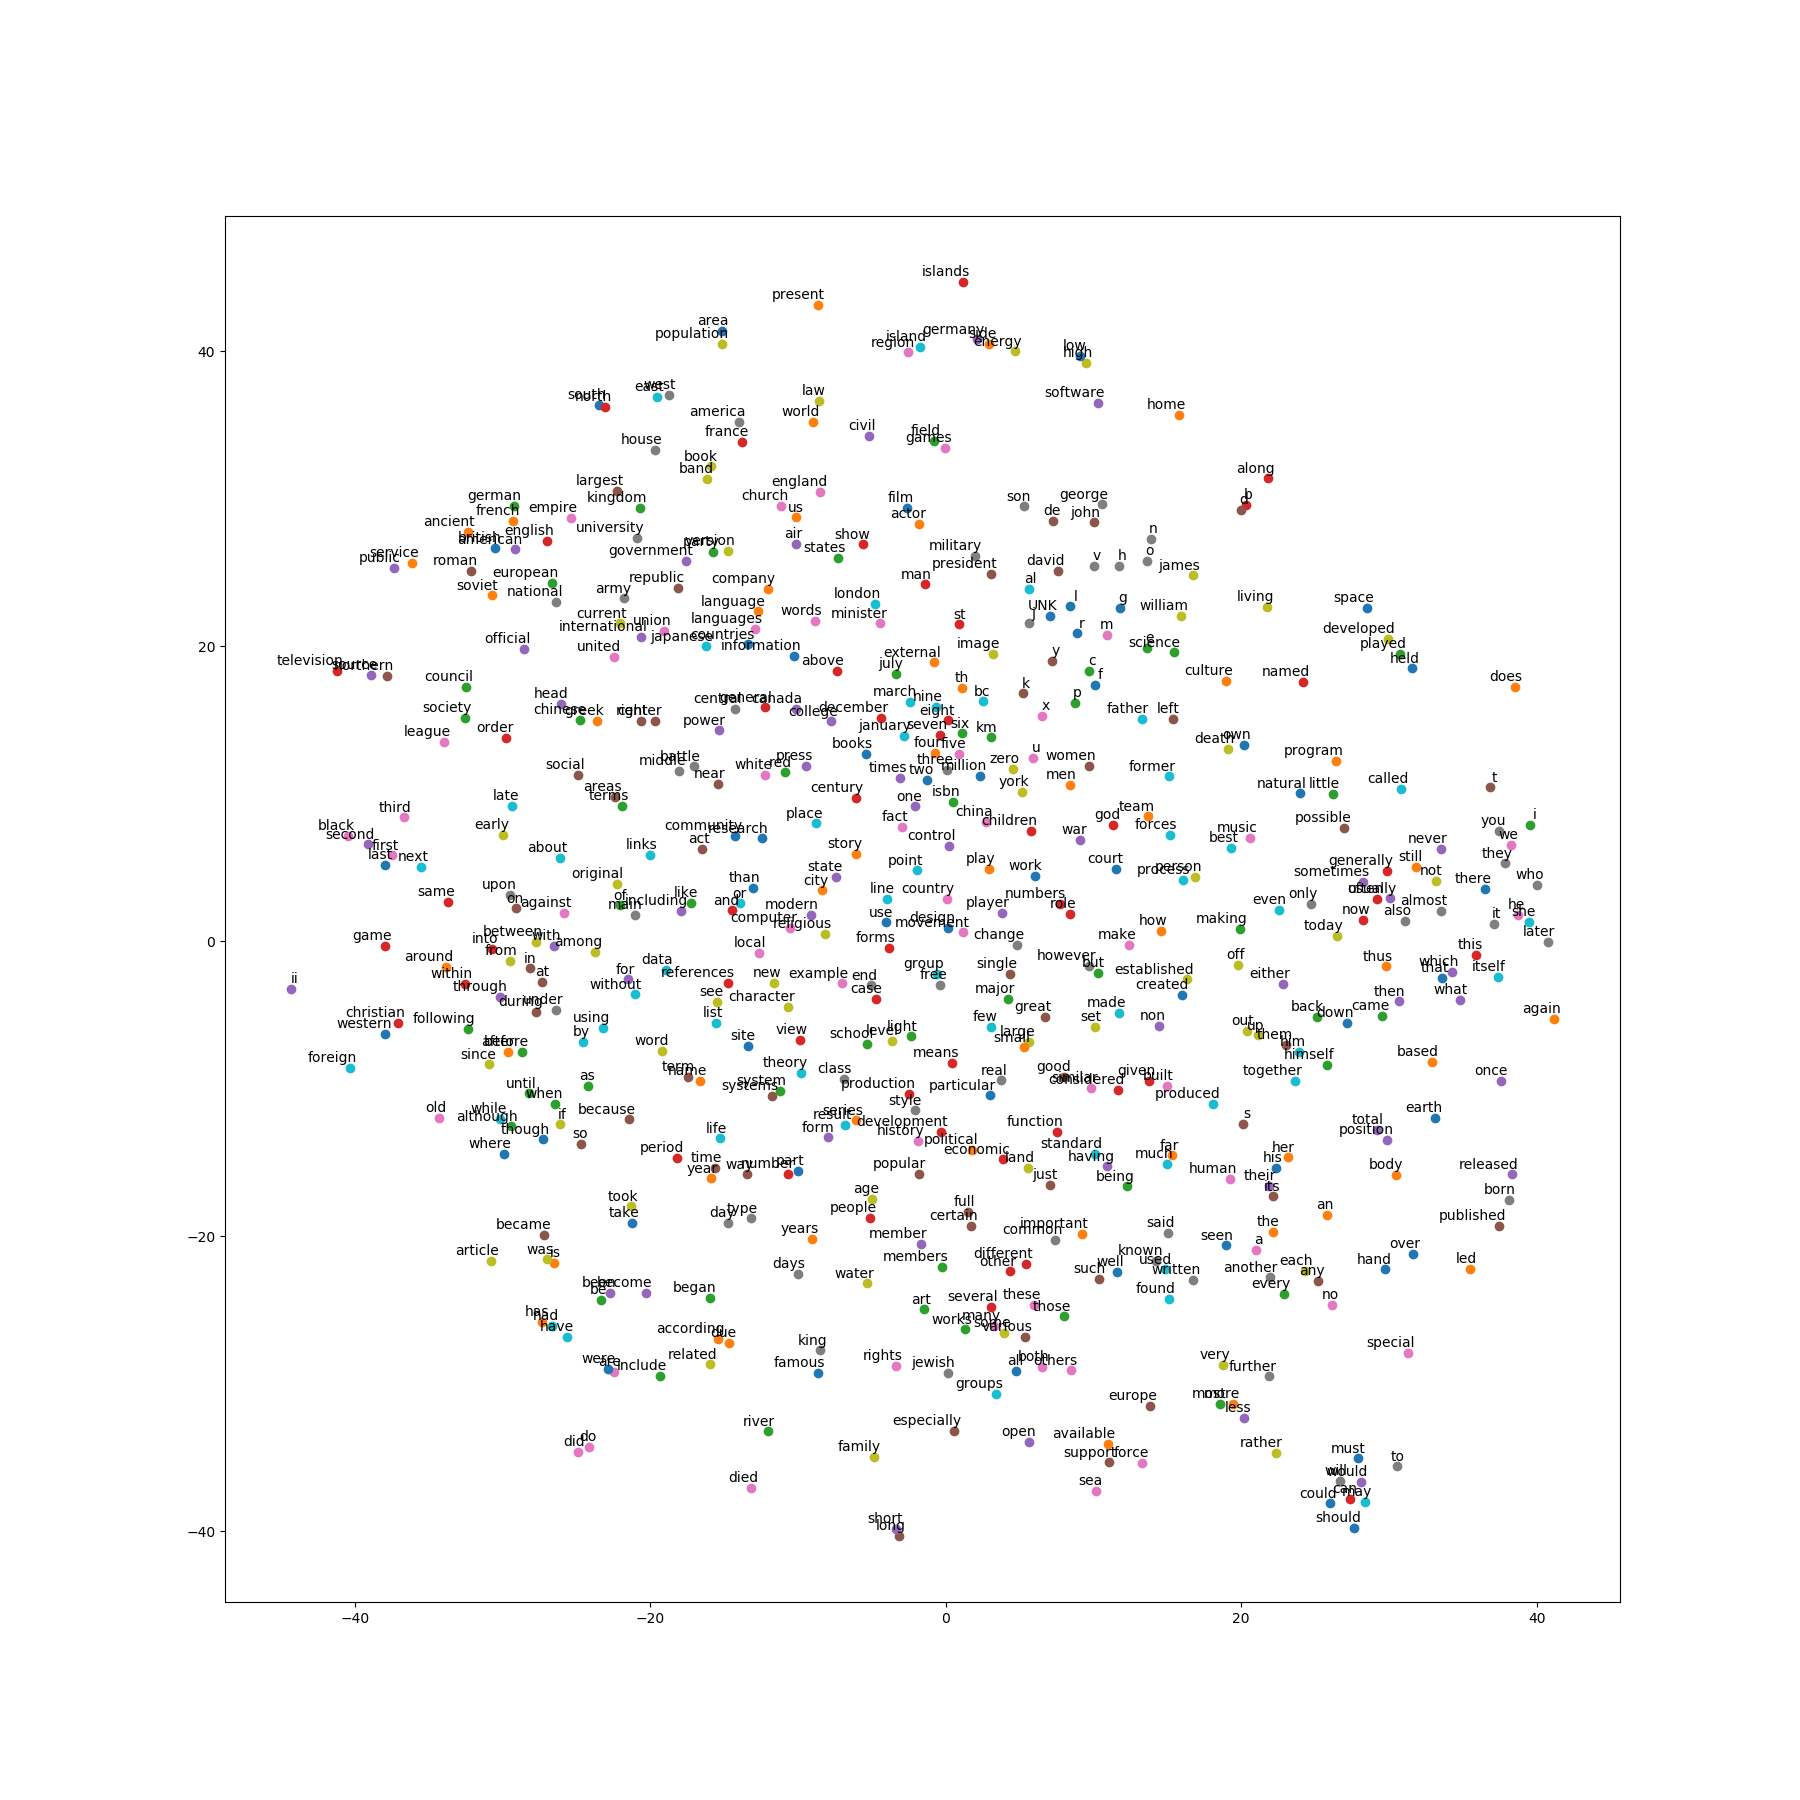 islands
present
area
population
germany
side
island
energy
region
low
high
40
west
east
south
north
law
software
home
america
world
france
civil
field
games
house
book
band
along
largest
england
german
kingdom
church
film
son
george
b
d
french
empire
us
actor
de
john
ancient
english
university
british
american
air
show
n
service
public
government
party
version
states
military
v
h
o
roman
president
david
james
european
republic
company
man
al
soviet
national
army
london
language
l
g
living
space
current
words
minister
st
UNK
j
william
international
union
languages
r
m
developed
official
japanese
countries
information
image
e
science
played
20
united
external
y
held
television
source
northern
above
july
c
f
culture
named
does
council
th
head
march
nine
bc
k
p
society
chinese
greek
right
center
central
general
canada
december
x
father
left
league
order
power
college
january
seven
eight
six
km
death
own
battle
books
four
five
u
program
social
middle
white
red
press
three
zero
women
former
near
times
two
million
men
natural
little
called
t
areas
terms
century
york
third
late
one
isbn
team
i
black
second
early
community
research
place
fact
china
children
god
forces
music
possible
you
we
first
about
links
act
control
war
best
never
last
next
story
point
play
work
court
person
process
generally
still
they
original
state
sometimes
not
there
who
same
upon
than
city
line
country
numbers
often
usually
almost
on
against
of
main
including
like
and
or
modern
player
role
even
only
he
computer
religious
use
design
movement
how
making
now
also
it
she
game
into
between
with
among
local
forms
change
make
today
later
around
from
in
data
group
single
however
but
off
thus
this
ii
within
at
for
references
new
example
end
free
established
either
which
that
itself
through
without
case
created
then
what
during
under
see
character
major
christian
western
following
using
list
great
made
back
down
came
again
by
site
view
school
level
light
few
large
small
set
non
out
up
them
foreign
after
before
word
him
since
term
name
theory
means
good
himself
based
as
systems
system
class
real
similar
considered
given
built
together
once
until
when
production
particular
produced
old
while
although
if
because
style
series
earth
though
so
life
result
development
function
s
total
where
form
history
political
standard
position
period
time
way
number
part
economic
land
having
far
much
her
his
year
popular
just
being
human
their
its
body
released
took
age
born
take
day
type
people
full
certain
an
published
−20
became
years
important
common
said
the
article
was
is
member
seen
a
over
days
members
different
other
known
used
well
such
written
another
each
any
hand
led
been
become
be
began
water
every
has
had
have
art
several
these
those
found
no
according
due
works
many
some
various
king
special
were
are
include
related
famous
rights
jewish
all
both
others
very
further
groups
europe
most
more
less
river
especially
did
do
family
open
available
support
force
rather
must
to
died
sea
will
would
could
can
may
short
long
should
−40
−40
−20
0
20
40
0